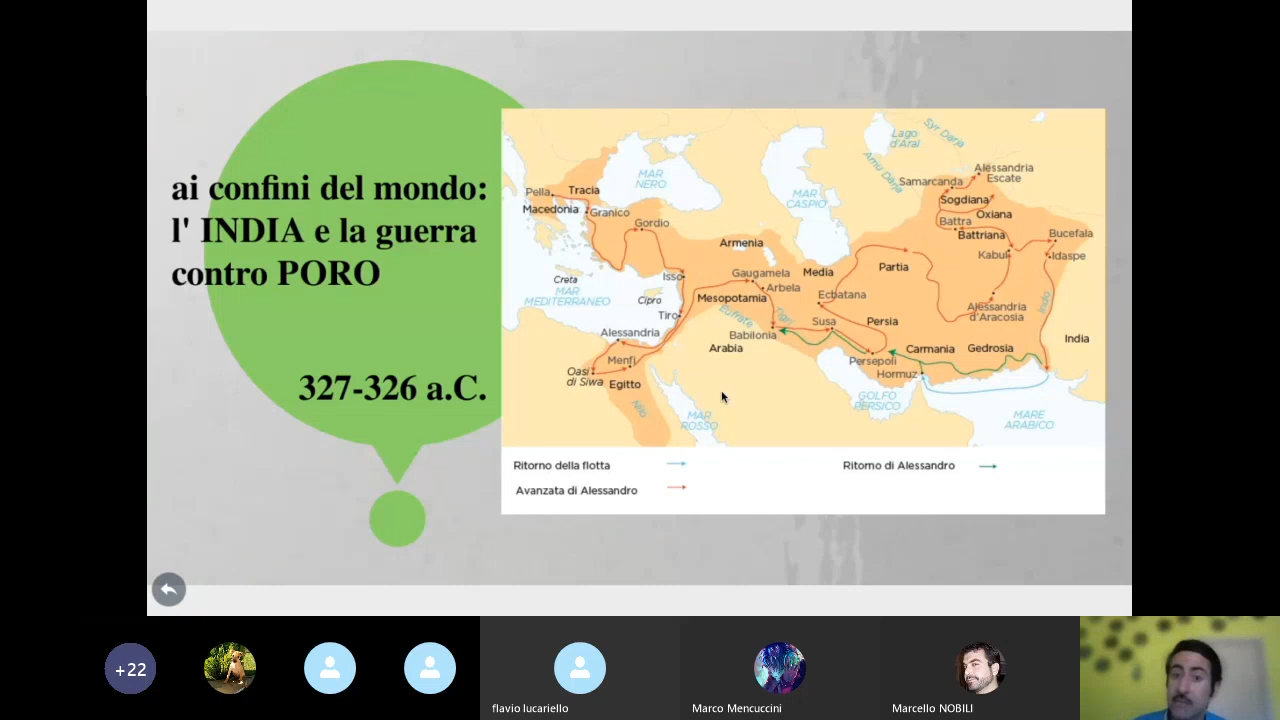 ai confini del mondo:
l' INDIA e la guerra
contro PORO
327-326 a.C.
Pella
Tracia
Macedonia
Granico
Gordio
MAR
NERO
MAR
CASPIO
Lago
d'Aral
Syr Darja
Amu Darja
Alessandria
Escate
Samarcanda
Sogdiana
Oxiana
Battra
Battriana
Bucefala
Kabul
Idaspe
Armenia
Creta
MAR
MEDITERRANEO
Cipro
Isso
Gaugamela
Arbela
Media
Partia
Mesopotamia
Ecbatana
Alessandria
d'Aracosia
Indo
Tiro
Eufrate
Tigri
Alessandria
Babilonia
Susa
Persia
India
Arabia
Carmania
Gedrosia
Menfi
Persepoli
Hormuz
Oasi
di Siwa
Egitto
Nilo
MAR
ROSSO
GOLFO
PERSICO
MARE
ARABICO
Ritorno della flotta
Ritorno di Alessandro
Avanzata di Alessandro
+22
flavio lucariello
Marco Mencuccini
Marcello NOBILI